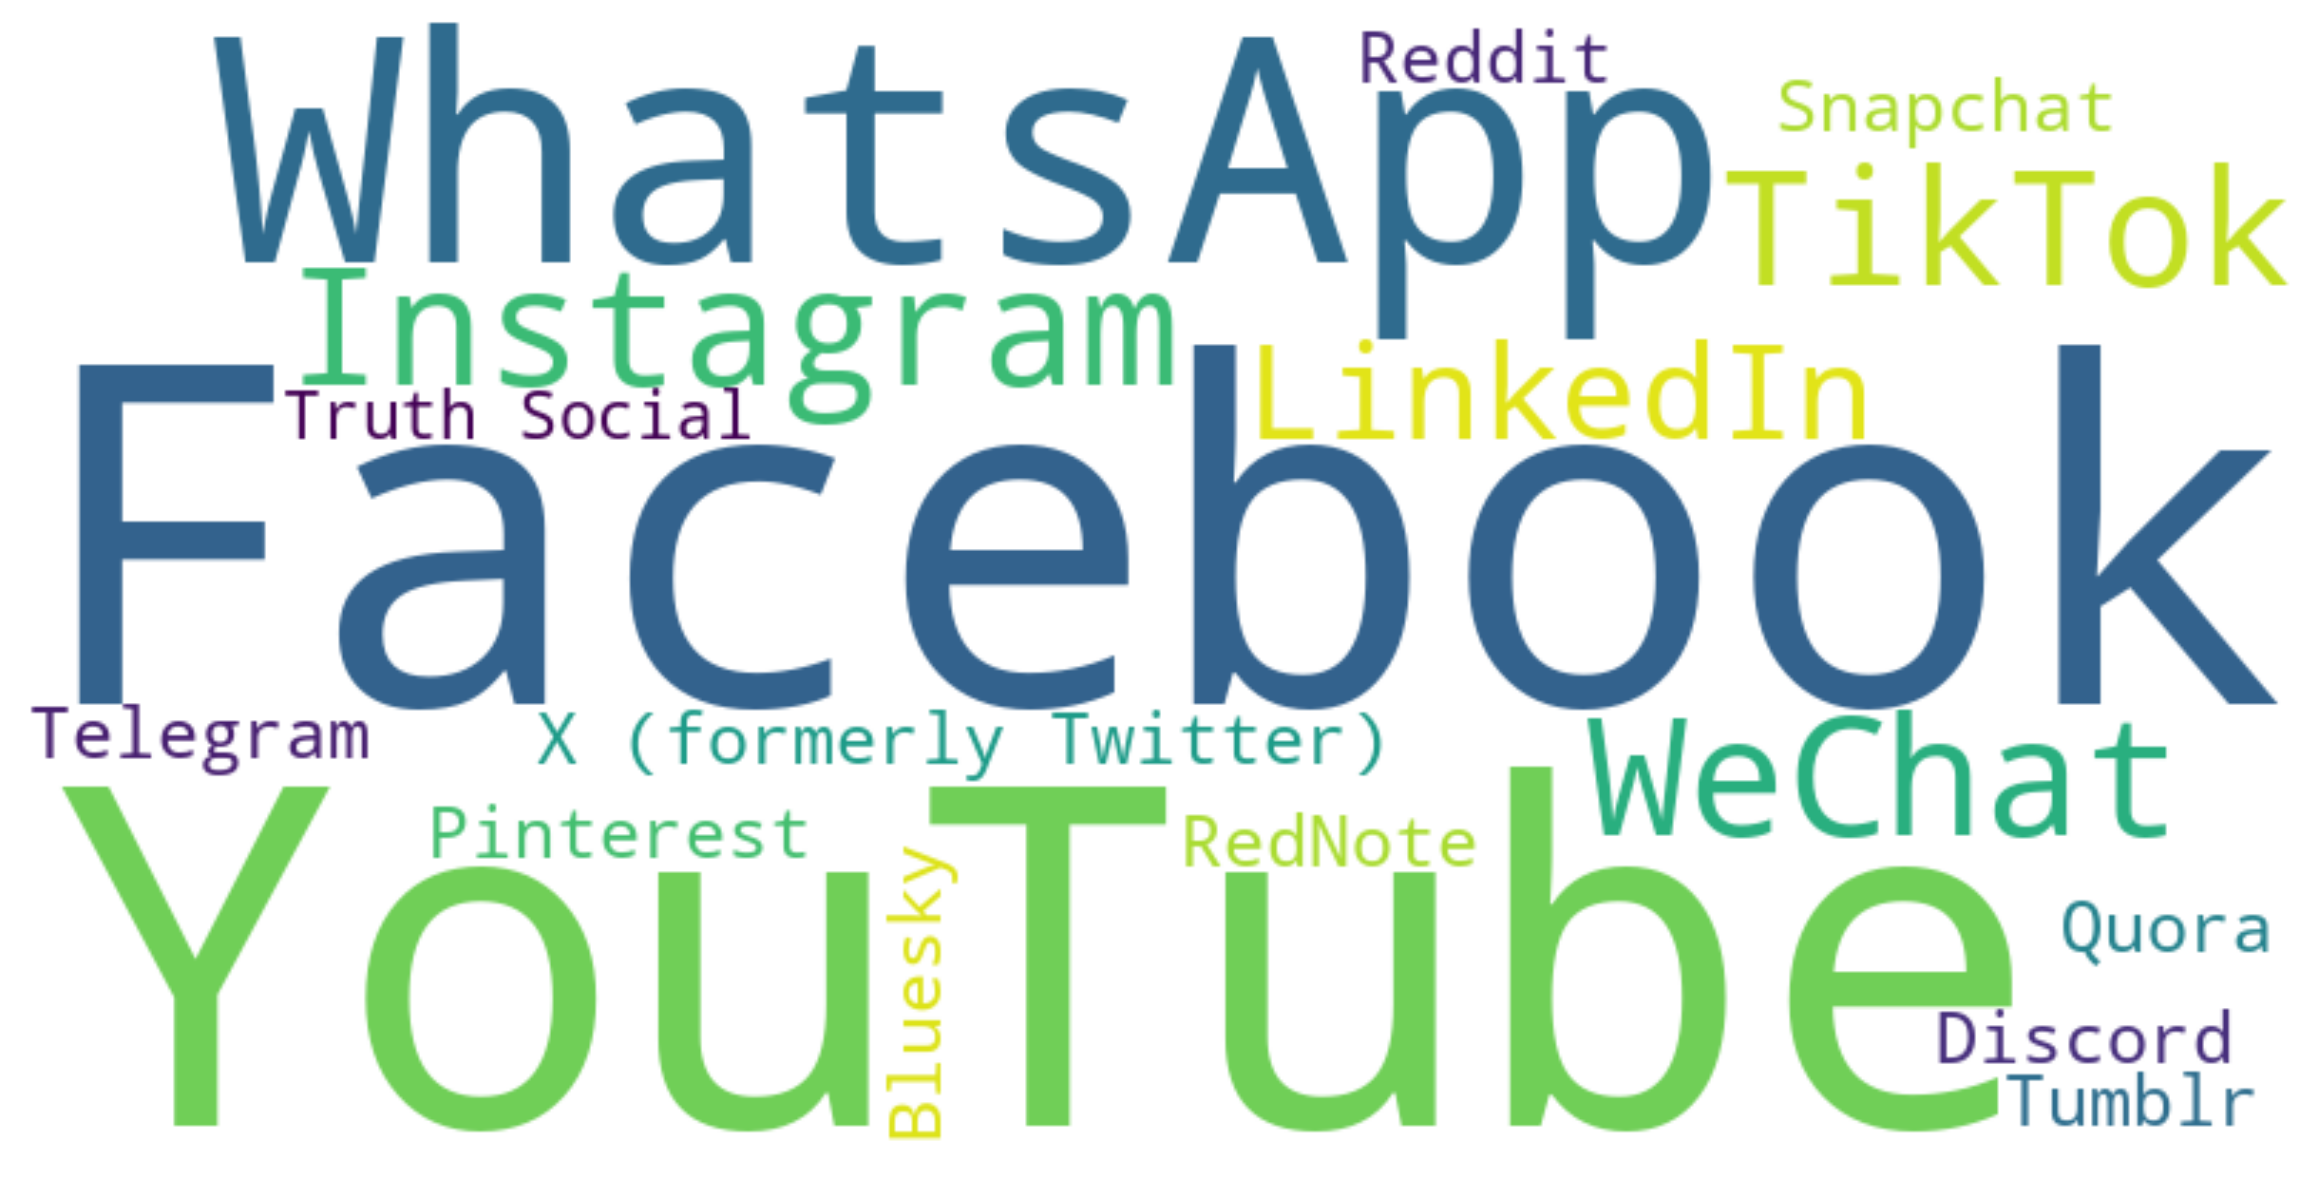 Reddit
WhatsApp
Snapchat
TikTok
Instagram
LinkedIn
Truth Social
Facebook
Telegram
X (formerly Twitter)
WeChat
Pinterest
RedNote
YouTube
Bluesky
Quora
Discord
Tumblr